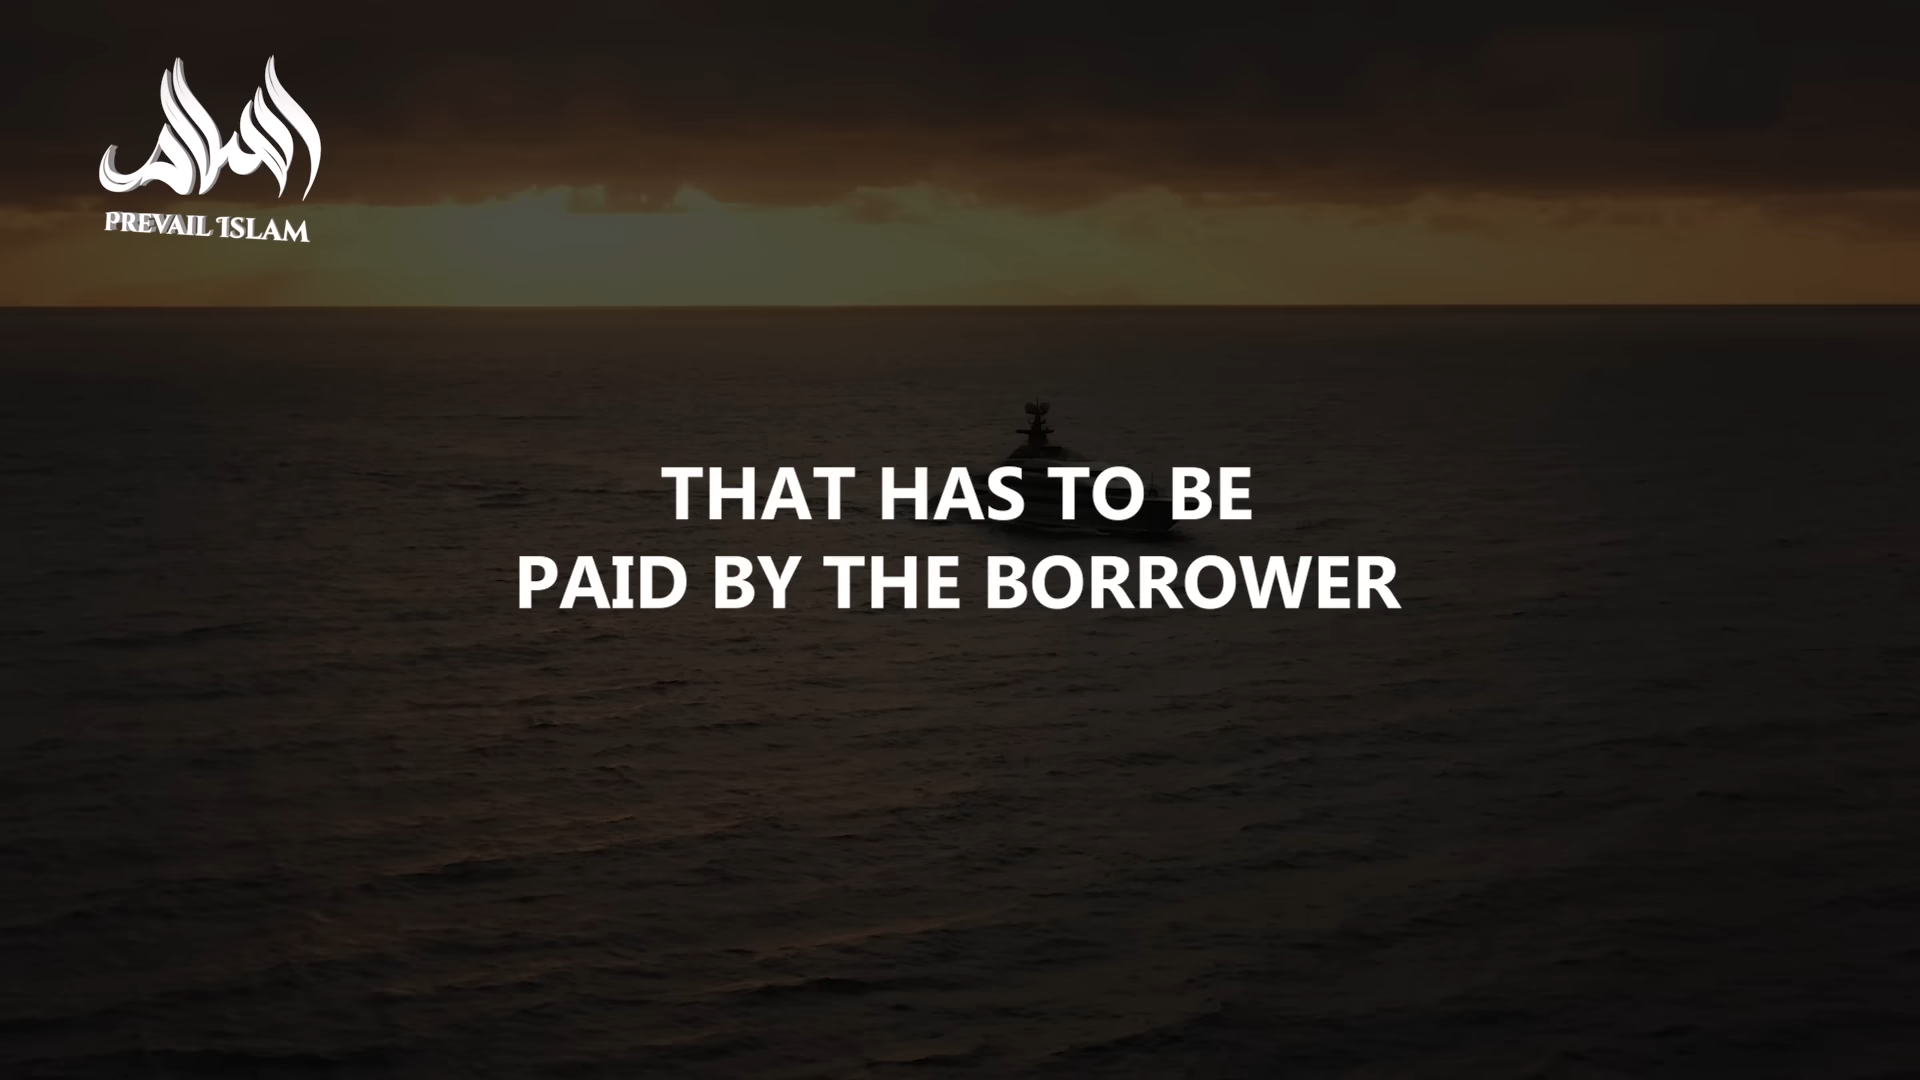 السلام
PREVAIL ISLAM
THAT HAS TO BE
PAID BY THE BORROWER